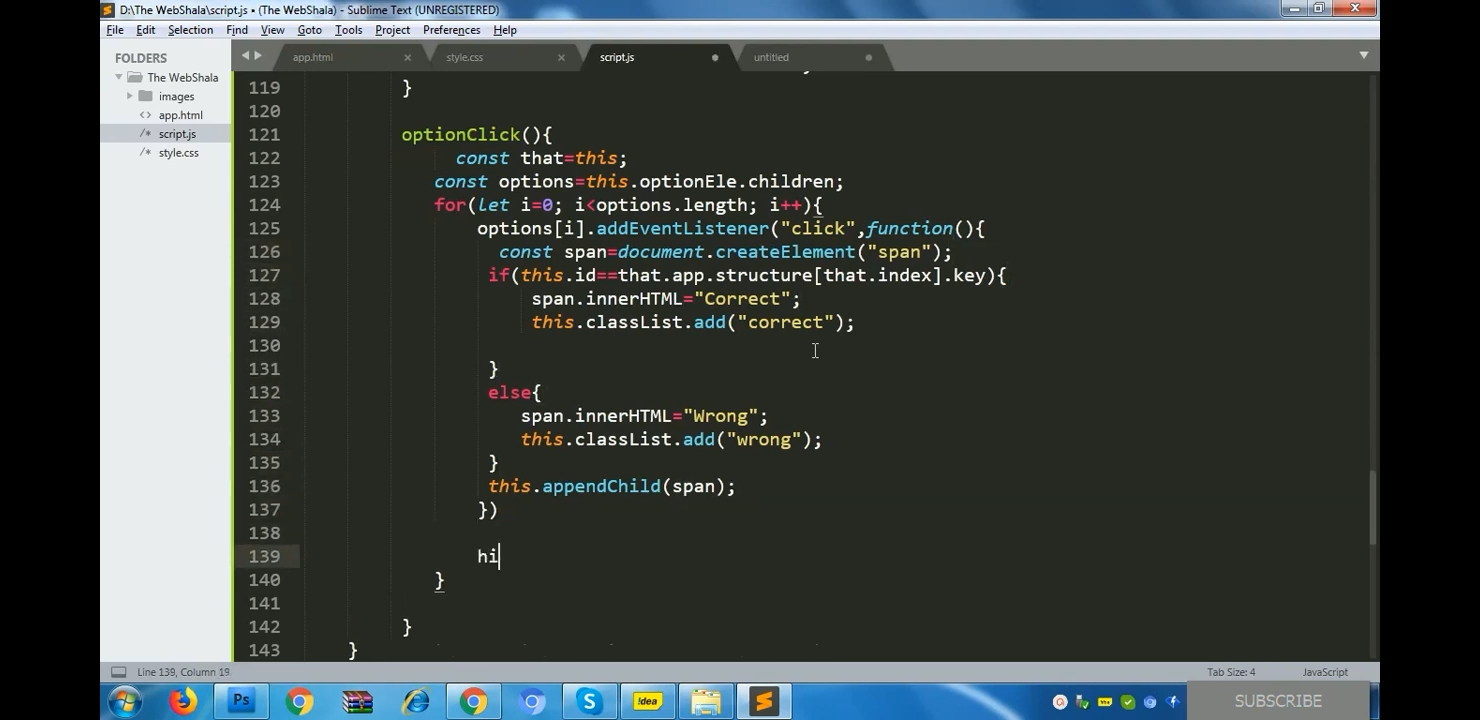 D:\The WebShala\script.js • (The WebShala) - Sublime Text (UNREGISTERED)
File Edit Selection Find View Goto Tools Project Preferences Help
FOLDERS
The WebShala
images
app.html
script.js
style.css
app.html style.css script.js untitled
119 }
120
121 optionClick(){
122 const that=this;
123 const options=this.optionEle.children;
124 for(let i=0; i<options.length; i++){
125 options[i].addEventListener("click",function(){
126 const span=document.createElement("span");
127 if(this.id==that.app.structure[that.index].key){
128 span.innerHTML="Correct";
129 this.classList.add("correct");
130
131 }
132 else{
133 span.innerHTML="Wrong";
134 this.classList.add("wrong");
135 }
136 this.appendChild(span);
137 })
138
139 hi
140 }
141
142 }
143 }
Line 139, Column 19 Tab Size: 4 JavaScript
Ps S !dea SUBSCRIBE